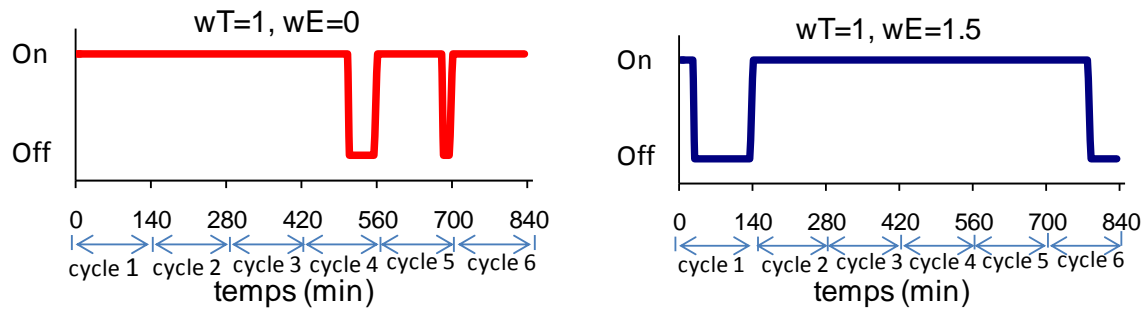 wT=1, wE=0
On
Off
0 140 280 420 560 700 840
cycle 1 cycle 2 cycle 3 cycle 4 cycle 5 cycle 6
temps (min)
wT=1, wE=1.5
On
Off
0 140 280 420 560 700 840
cycle 1 cycle 2 cycle 3 cycle 4 cycle 5 cycle 6
temps (min)